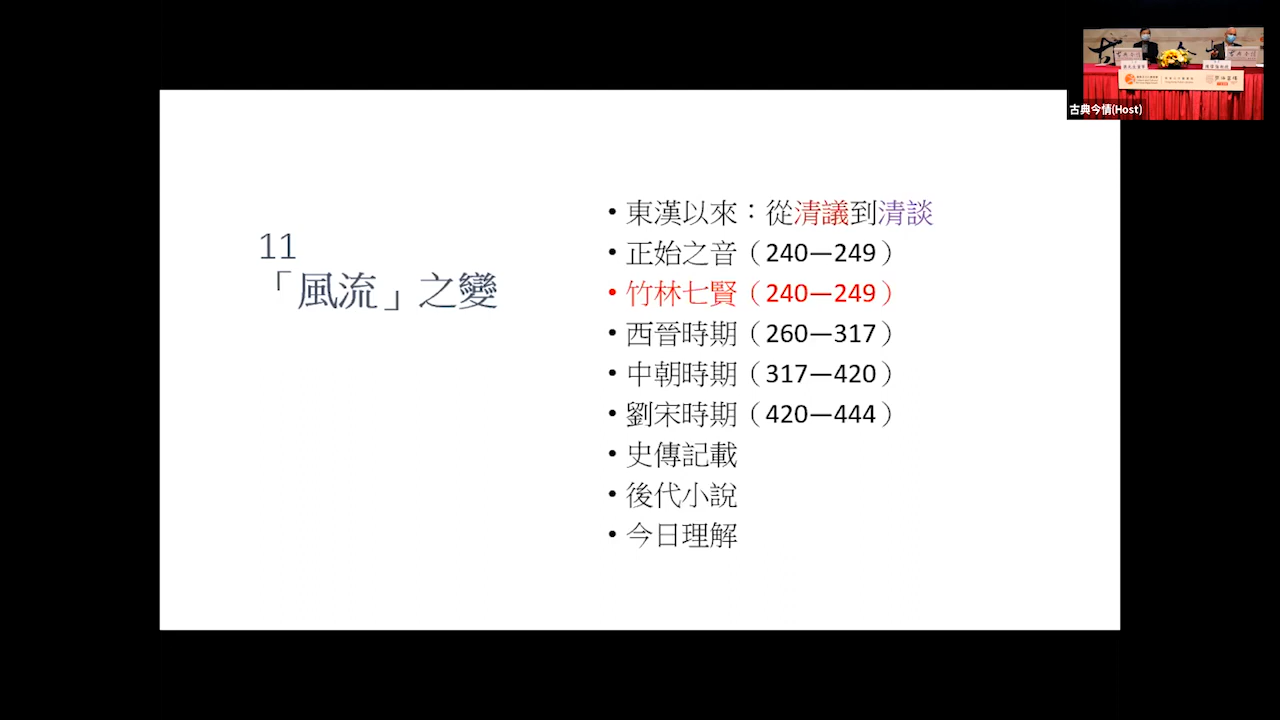 11
「風流」之變
• 東漢以來：從清議到清談
• 正始之音（240—249）
• 竹林七賢（240—249）
• 西晉時期（260—317）
• 中朝時期（317—420）
• 劉宋時期（420—444）
• 史傳記載
• 後代小說
• 今日理解
古典今情(Host)